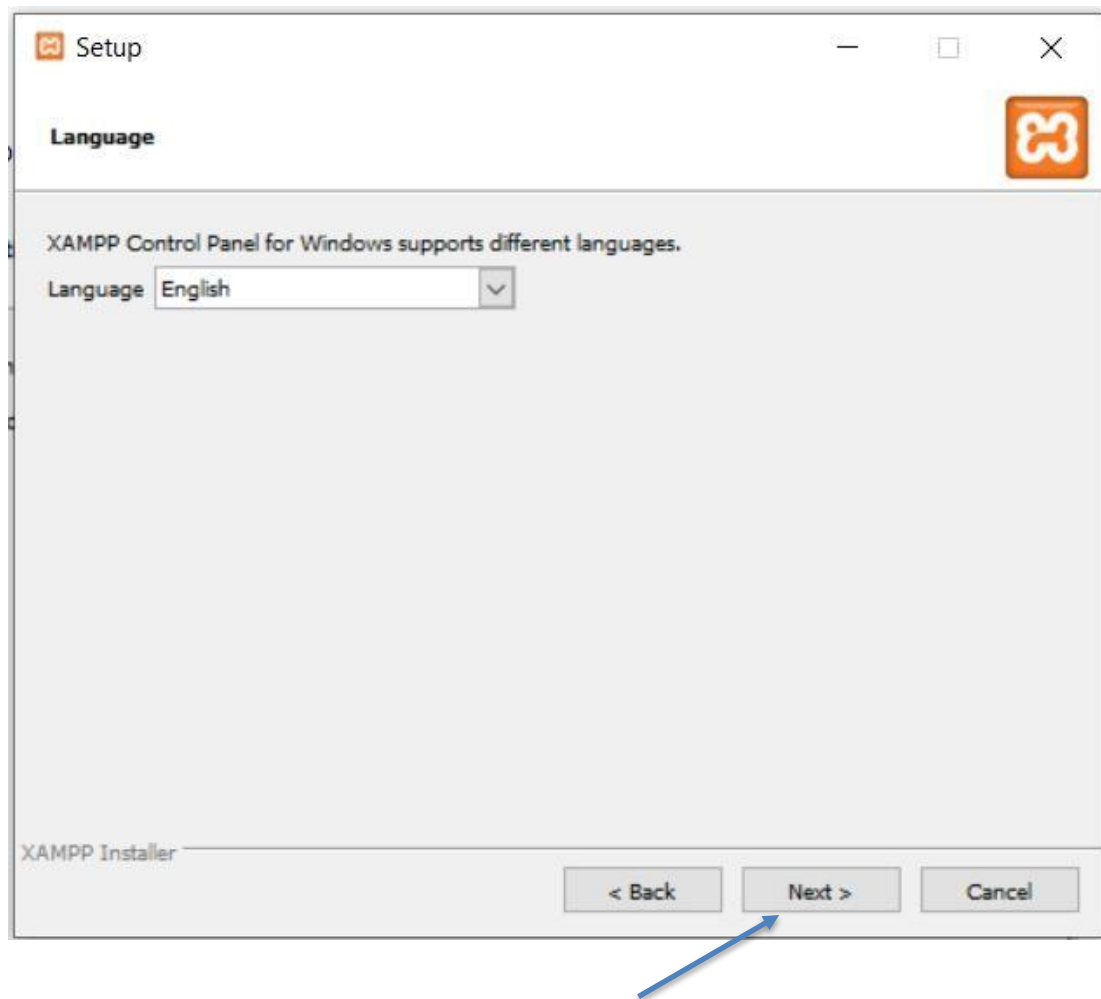 Setup
Language
XAMPP Control Panel for Windows supports different languages.
Language English
XAMPP Installer
< Back Next > Cancel